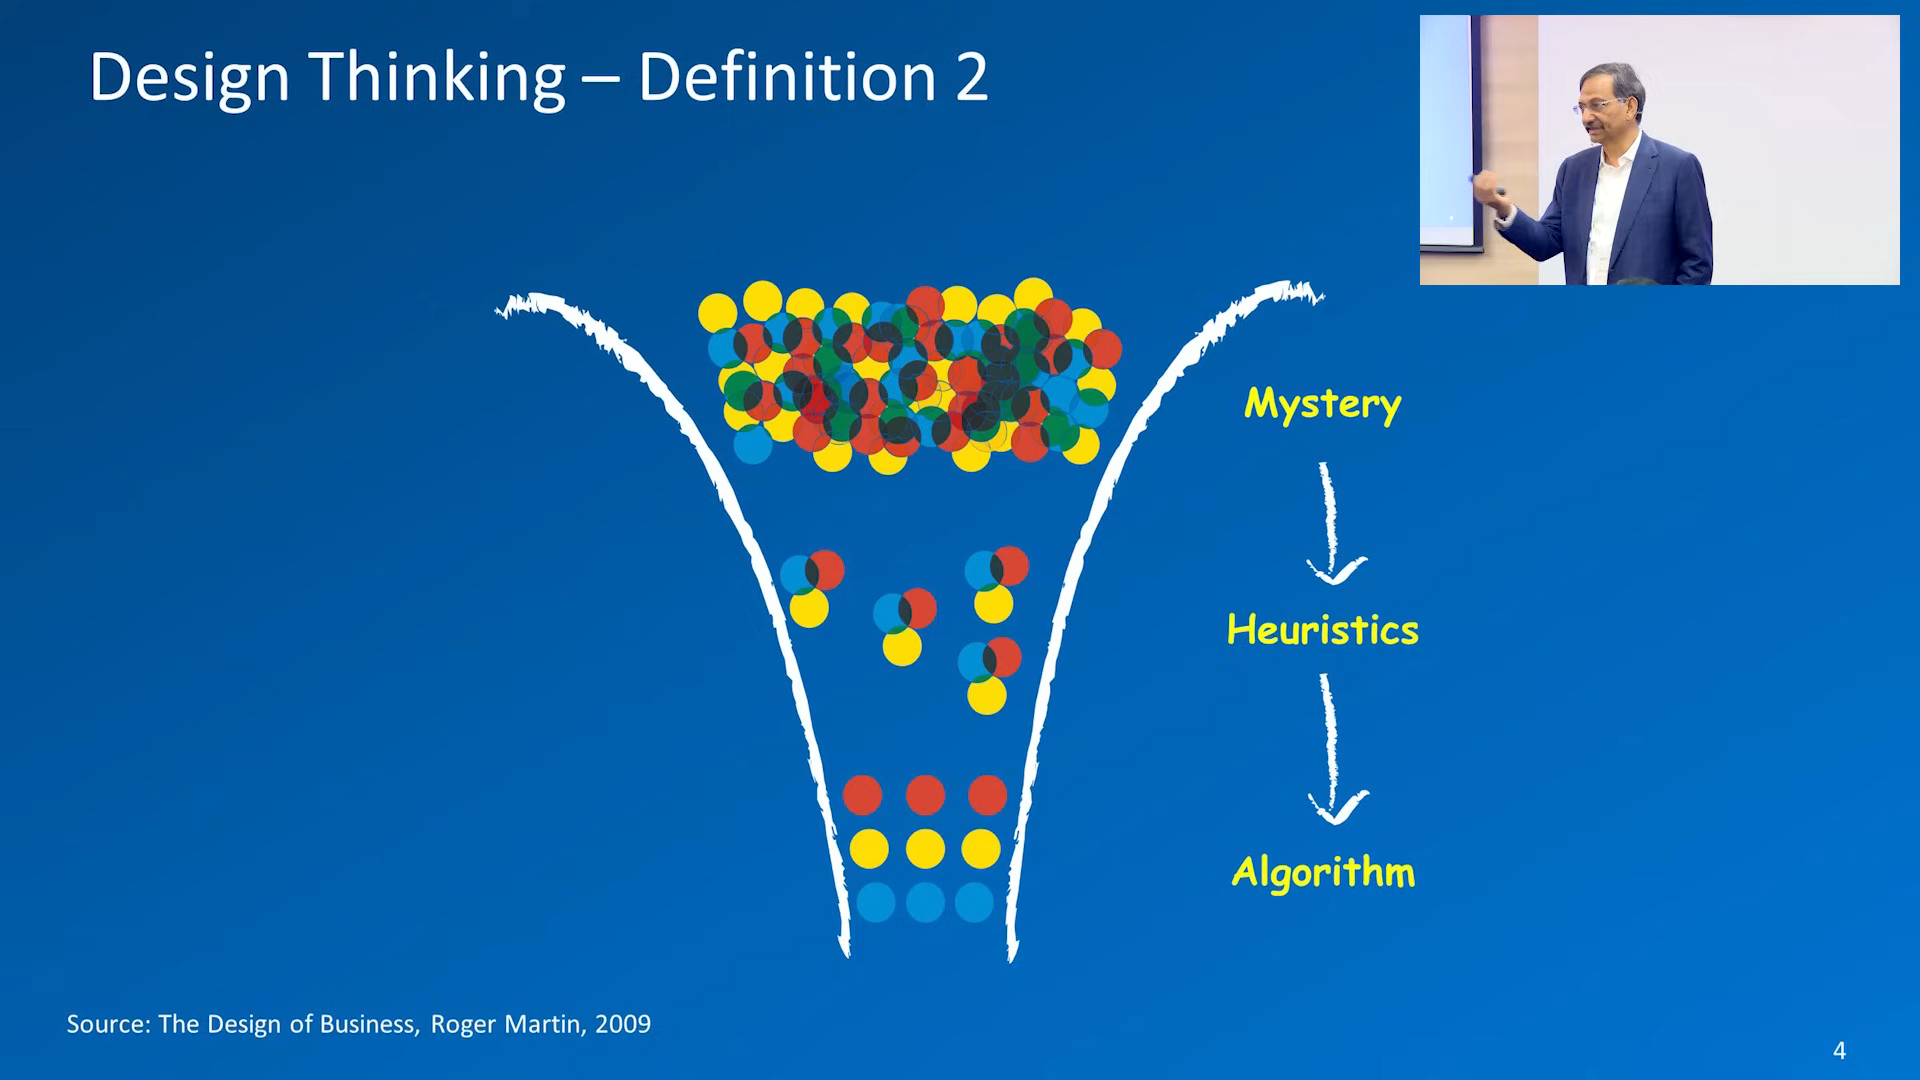 Design Thinking – Definition 2
Mystery
Heuristics
Algorithm
Source: The Design of Business, Roger Martin, 2009
4